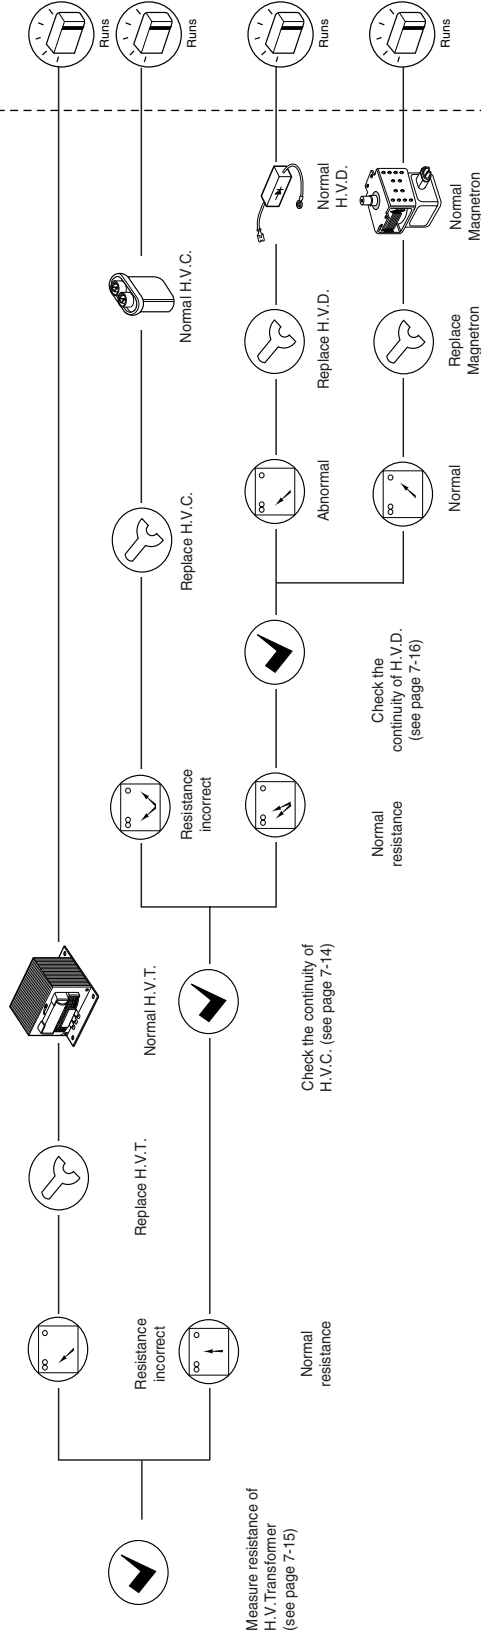 Measure resistance of
H.V.Transformer
(see page 7-15)
Resistance
incorrect
Replace H.V.T.
Normal H.V.T.
Runs
Normal
resistance
Check the continuity of
H.V.C. (see page 7-14)
Resistance
incorrect
Replace H.V.C.
Normal H.V.C.
Runs
Normal
resistance
Check the
continuity of H.V.D.
(see page 7-16)
Abnormal
Replace H.V.D.
Normal
H.V.D.
Runs
Normal
Replace
Magnetron
Normal
Magnetron
Runs